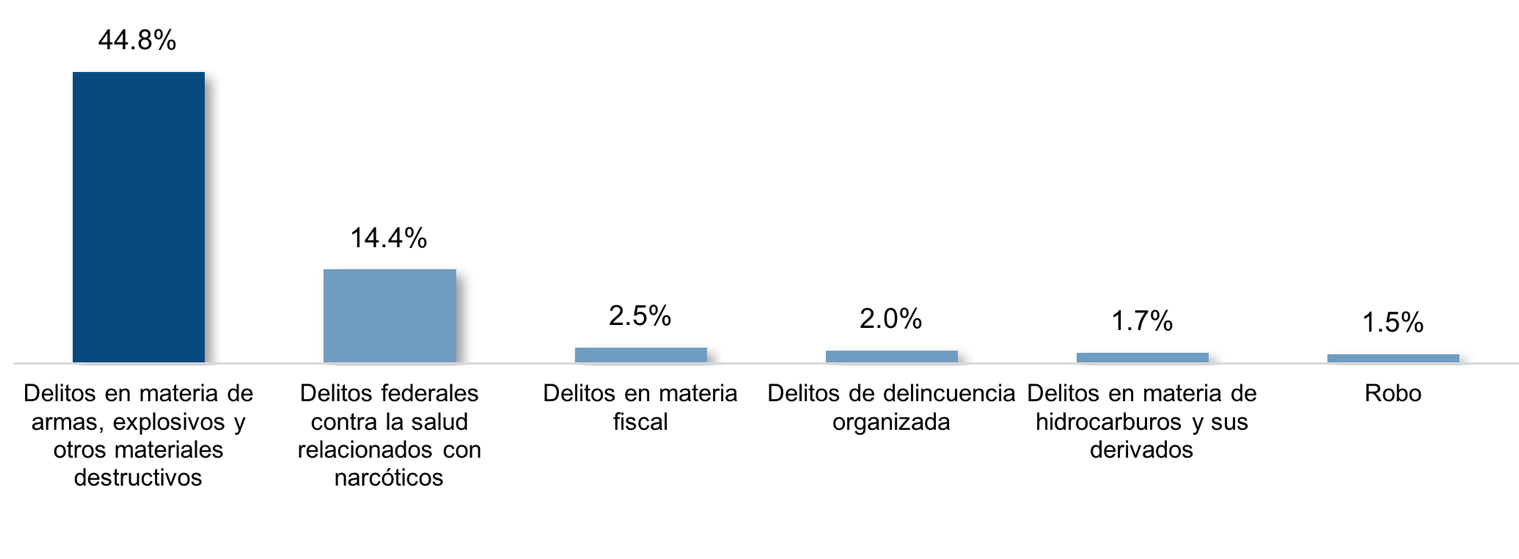 44.8%
14.4%
2.5%
2.0%
1.7%
1.5%
Delitos en materia de
armas, explosivos y
otros materiales
destructivos
Delitos federales
contra la salud
relacionados con
narcóticos
Delitos en materia
fiscal
Delitos de delincuencia
organizada
Delitos en materia de
hidrocarburos y sus
derivados
Robo